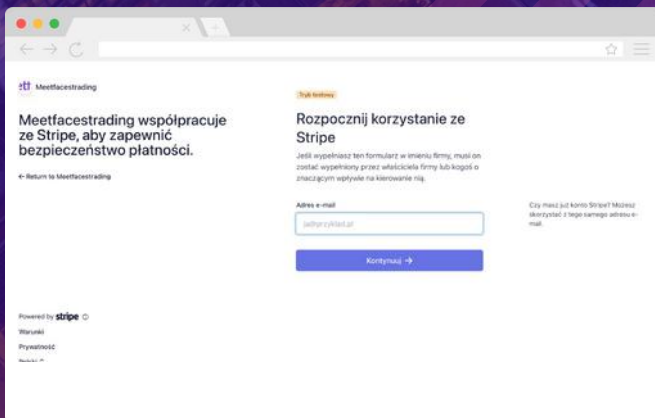 Meetfacestrading
Meetfacestrading współpracuje
ze Stripe, aby zapewnić
bezpieczeństwo płatności.
← Return to Meetfacestrading
Powered by stripe
Warunki
Prywatność
Tryb testowy
Rozpocznij korzystanie ze
Stripe
Jeśli wypełniasz ten formularz w imieniu firmy, musi on
zostać wypełniony przez właściciela firmy lub kogoś o
znaczącym wpływie na kierowanie nią.
Adres e-mail
Kontynuuj →
Czy masz już konto Stripe? Możesz
skorzystać z tego samego adresu e-
mail.